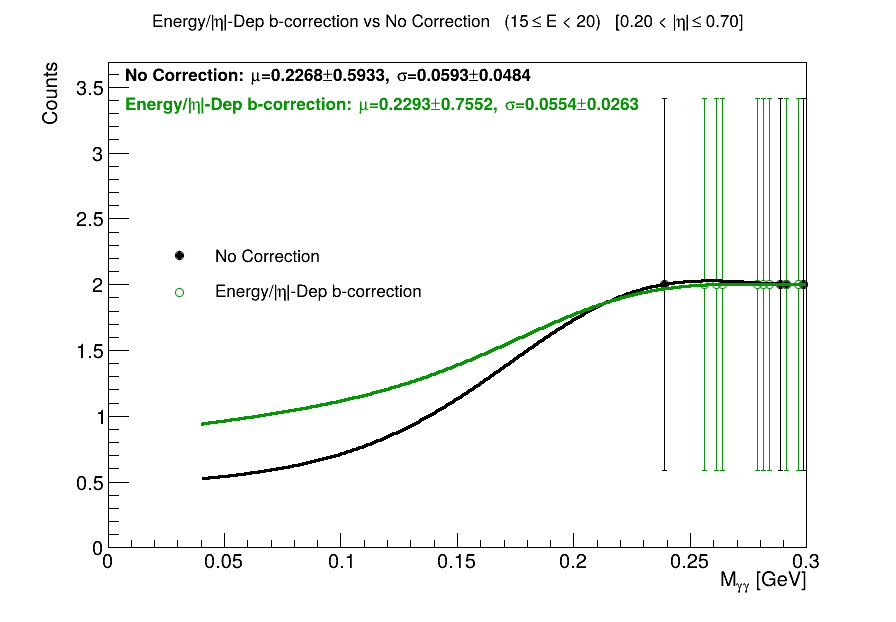 Energy/|η|-Dep b-correction vs No Correction (15 ≤ E < 20) [0.20 < |η| ≤ 0.70]
Counts
No Correction: μ=0.2268±0.5933, σ=0.0593±0.0484
Energy/|η|-Dep b-correction: μ=0.2293±0.7552, σ=0.0554±0.0263
No Correction
Energy/|η|-Dep b-correction
3.5
3
2.5
2
1.5
1
0.5
0
0 0.05 0.1 0.15 0.2 0.25 0.3
Mγγ [GeV]